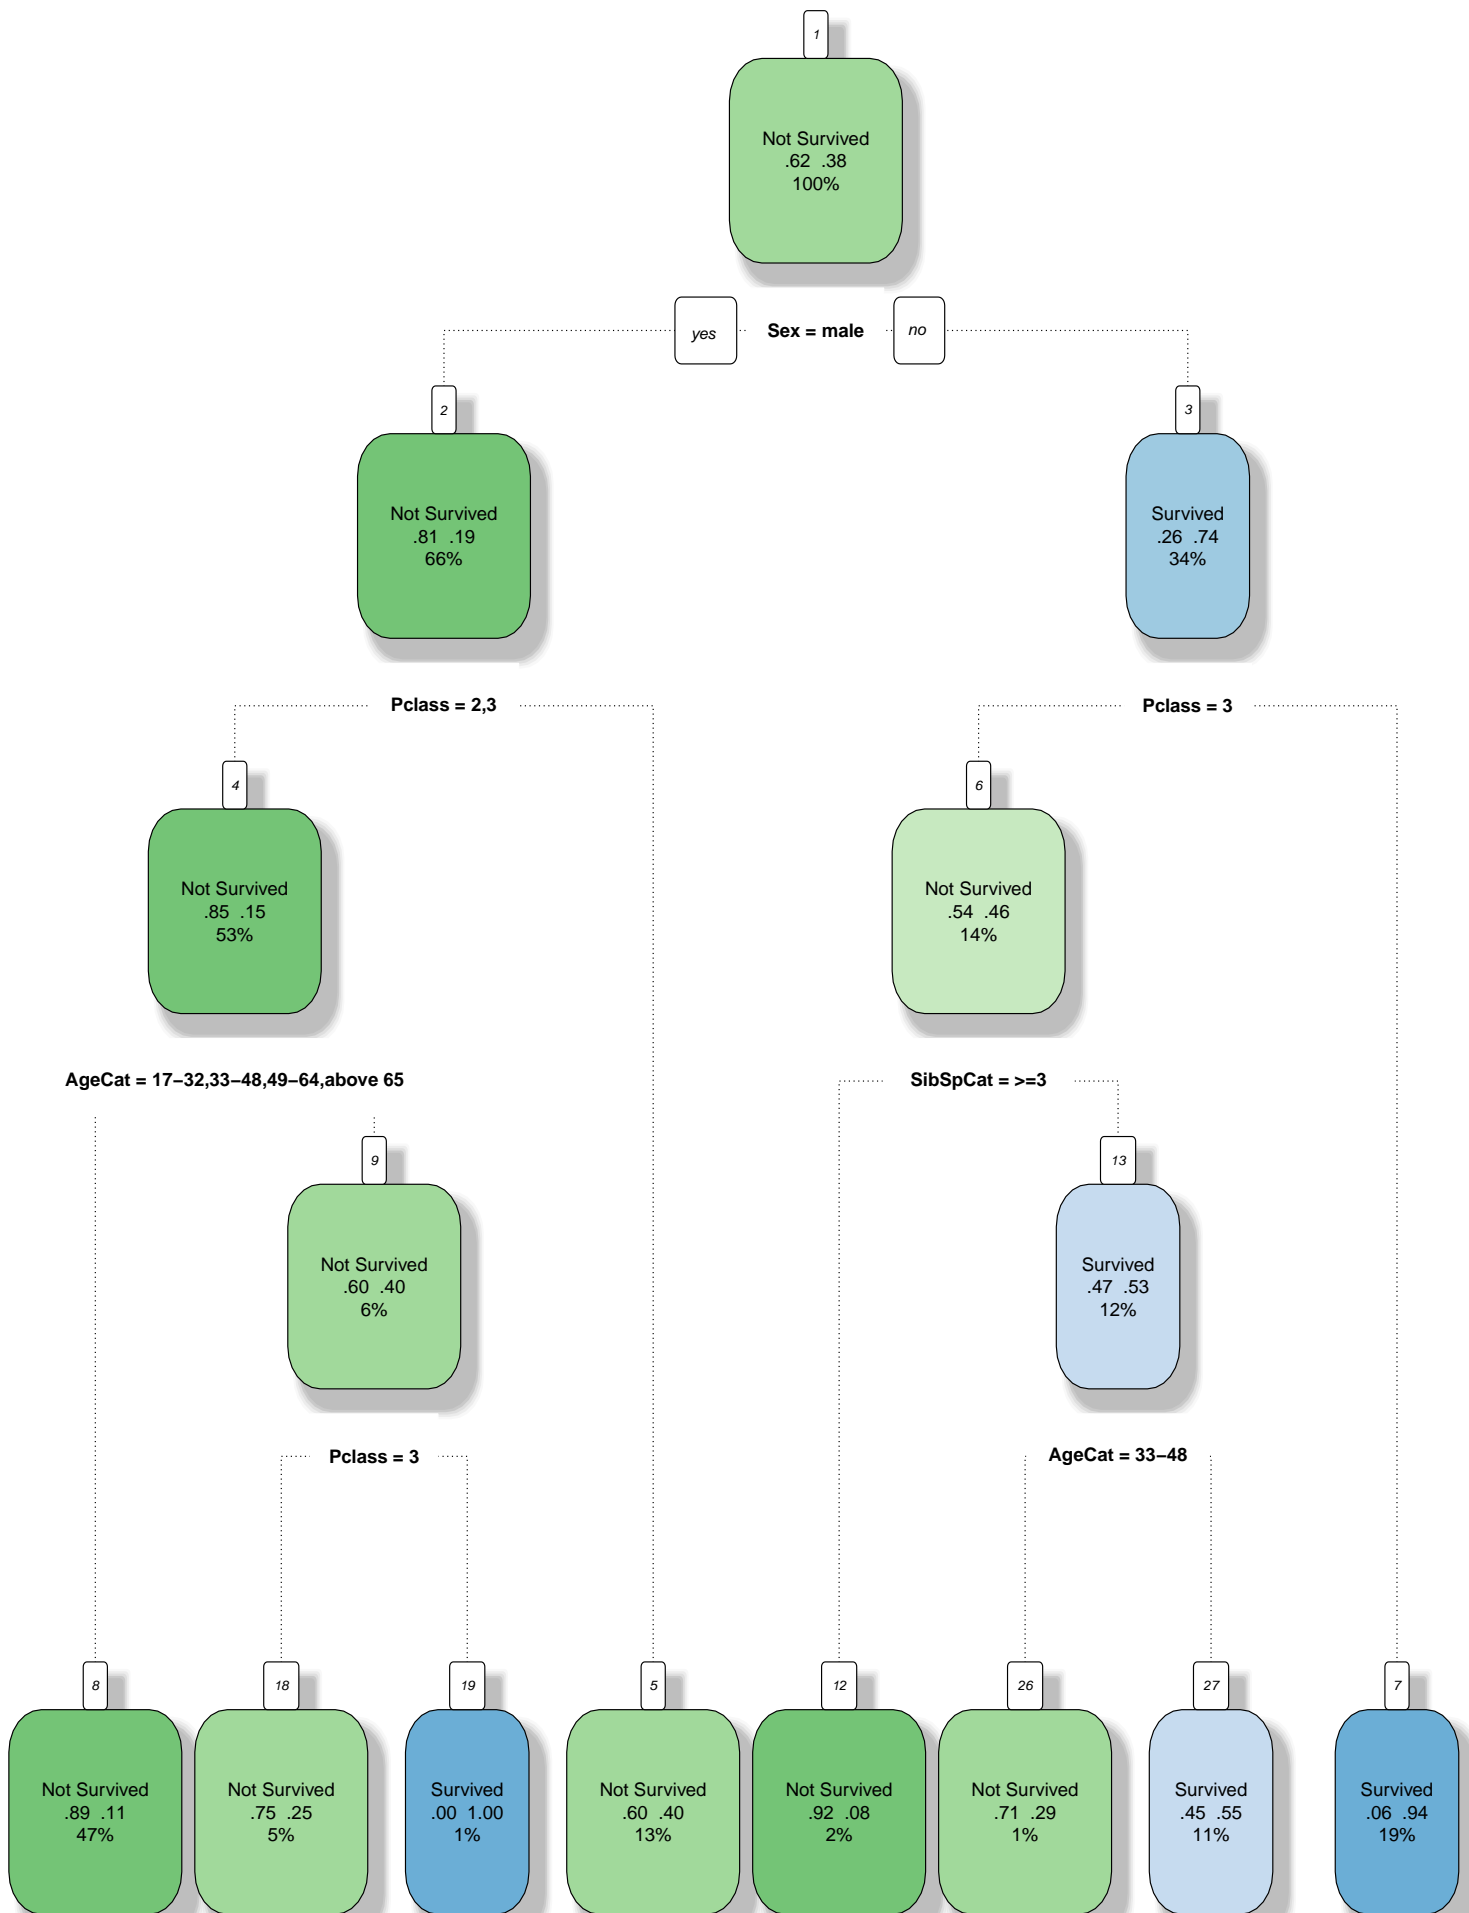 1
Not Survived
.62 .38
100%
yes
Sex = male
no
2
Not Survived
.81 .19
66%
3
Survived
.26 .74
34%
Pclass = 2,3
Pclass = 3
4
Not Survived
.85 .15
53%
6
Not Survived
.54 .46
14%
AgeCat = 17−32,33−48,49−64,above 65
SibSpCat = >=3
9
Not Survived
.60 .40
6%
13
Survived
.47 .53
12%
Pclass = 3
AgeCat = 33−48
8
Not Survived
.89 .11
47%
18
Not Survived
.75 .25
5%
19
Survived
.00 1.00
1%
5
Not Survived
.60 .40
13%
12
Not Survived
.92 .08
2%
26
Not Survived
.71 .29
1%
27
Survived
.45 .55
11%
7
Survived
.06 .94
19%